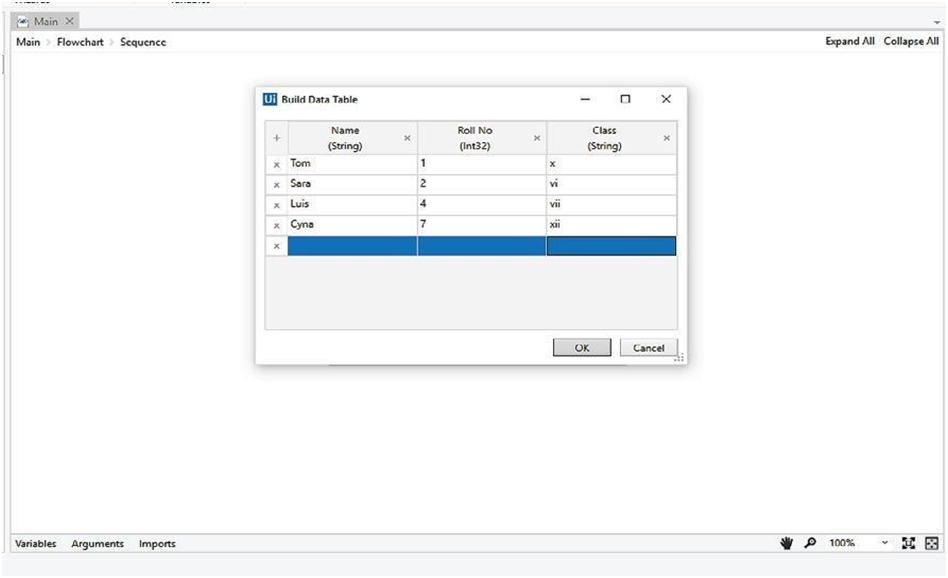 Main
Main Flowchart Sequence Expand All Collapse All
Ui Build Data Table
Name Roll No Class
(String) (Int32) (String)
Tom 1 x
Sara 2 vi
Luis 4 vii
Cyna 7 xii
OK Cancel
Variables Arguments Imports 100%